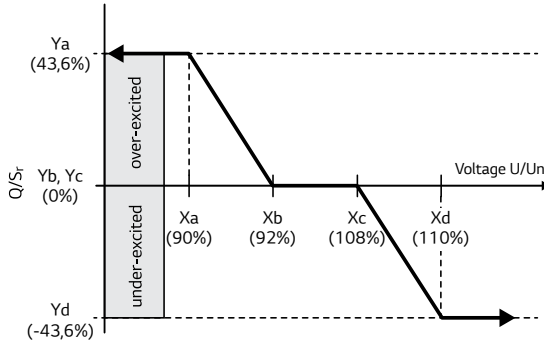 Ya
(43,6%)
over-excited
Q/Sr
Yb, Yc
(0%)
Voltage U/Un
Xa
(90%)
Xb
(92%)
Xc
(108%)
Xd
(110%)
under-excited
Yd
(-43,6%)